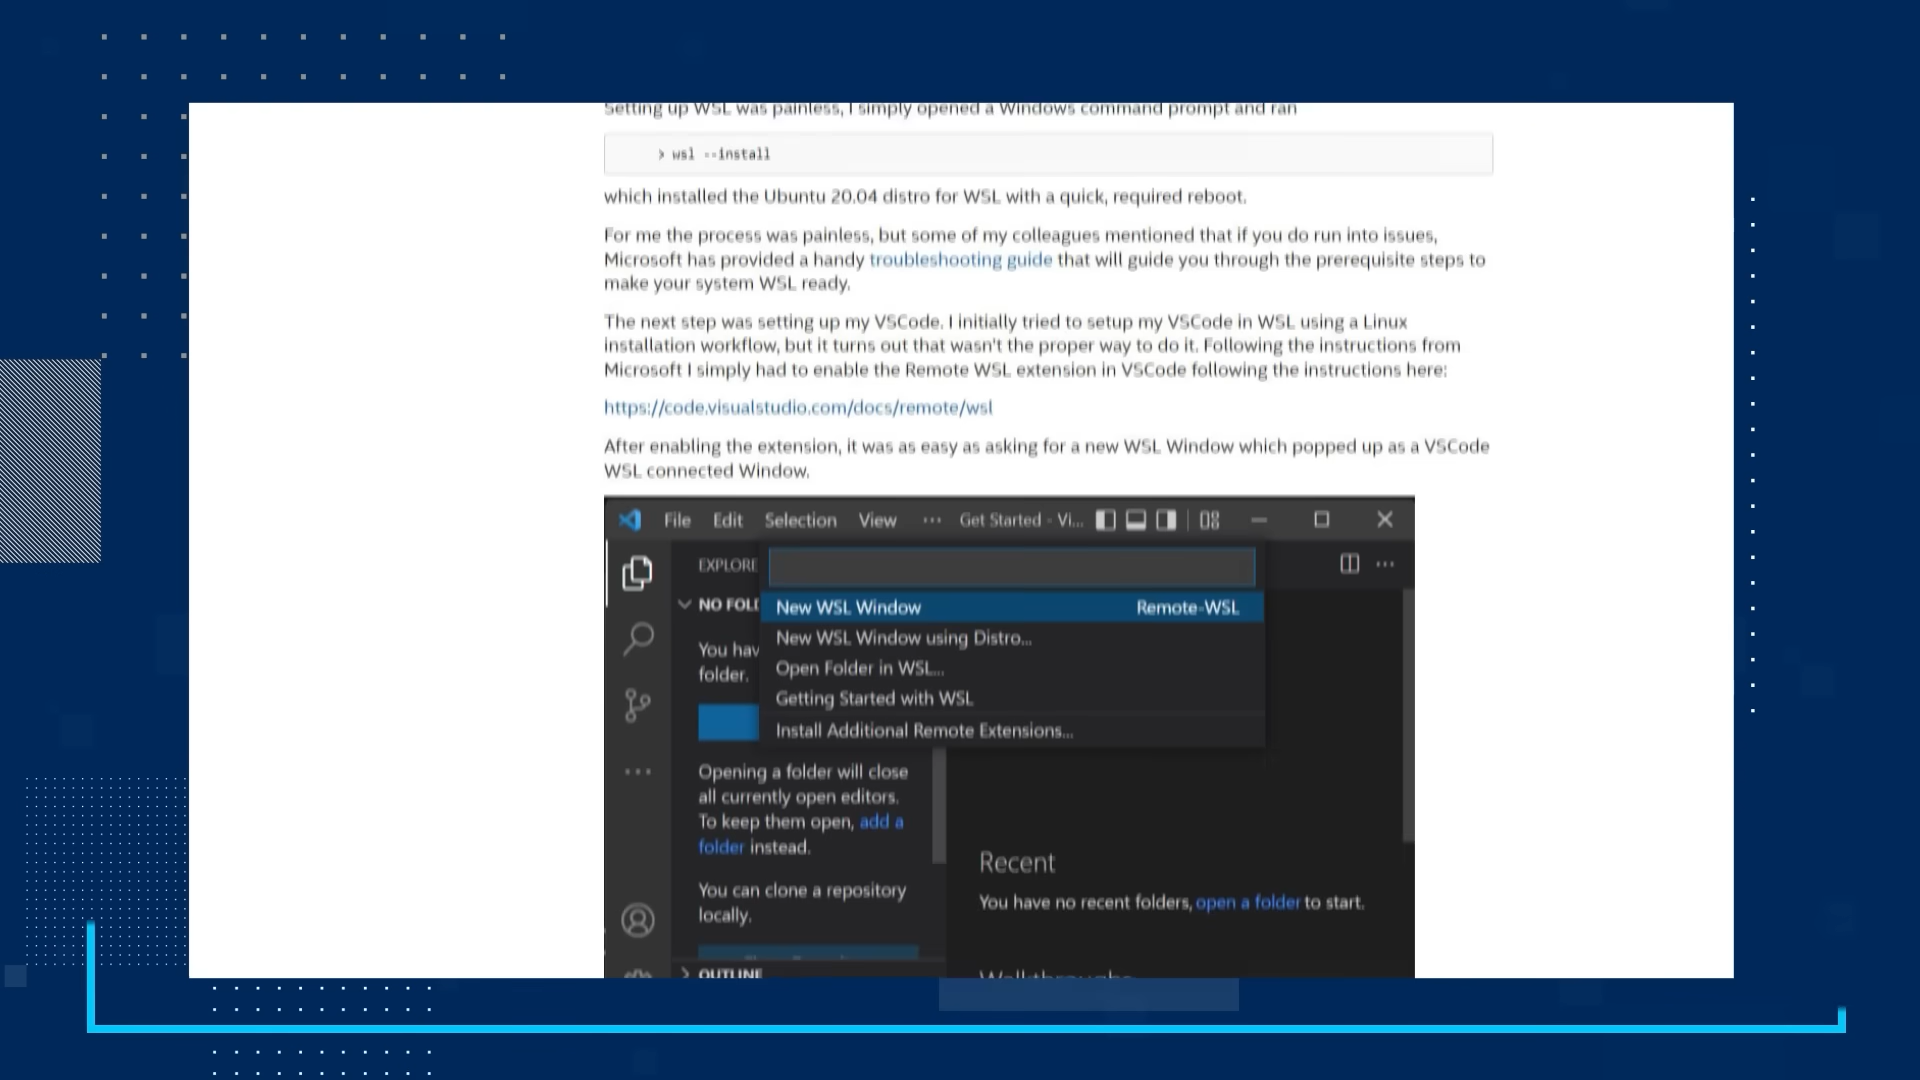 Setting up WSL was painless, I simply opened a Windows command prompt and ran
> wsl --install
which installed the Ubuntu 20.04 distro for WSL with a quick, required reboot.
For me the process was painless, but some of my colleagues mentioned that if you do run into issues,
Microsoft has provided a handy troubleshooting guide that will guide you through the prerequisite steps to
make your system WSL ready.
The next step was setting up my VSCode. I initially tried to setup my VSCode in WSL using a Linux
installation workflow, but it turns out that wasn't the proper way to do it. Following the instructions from
Microsoft I simply had to enable the Remote WSL extension in VSCode following the instructions here:
https://code.visualstudio.com/docs/remote/wsl
After enabling the extension, it was as easy as asking for a new WSL Window which popped up as a VSCode
WSL connected Window.
File Edit Selection View ··· Get Started - Vi...
EXPLORE
New WSL Window Remote-WSL
NO FOL
New WSL Window using Distro...
You hav
folder.
Open Folder in WSL...
Getting Started with WSL
Install Additional Remote Extensions...
Opening a folder will close
all currently open editors.
To keep them open, add a
folder instead.
You can clone a repository
locally.
Recent
You have no recent folders, open a folder to start.
OUTLINE